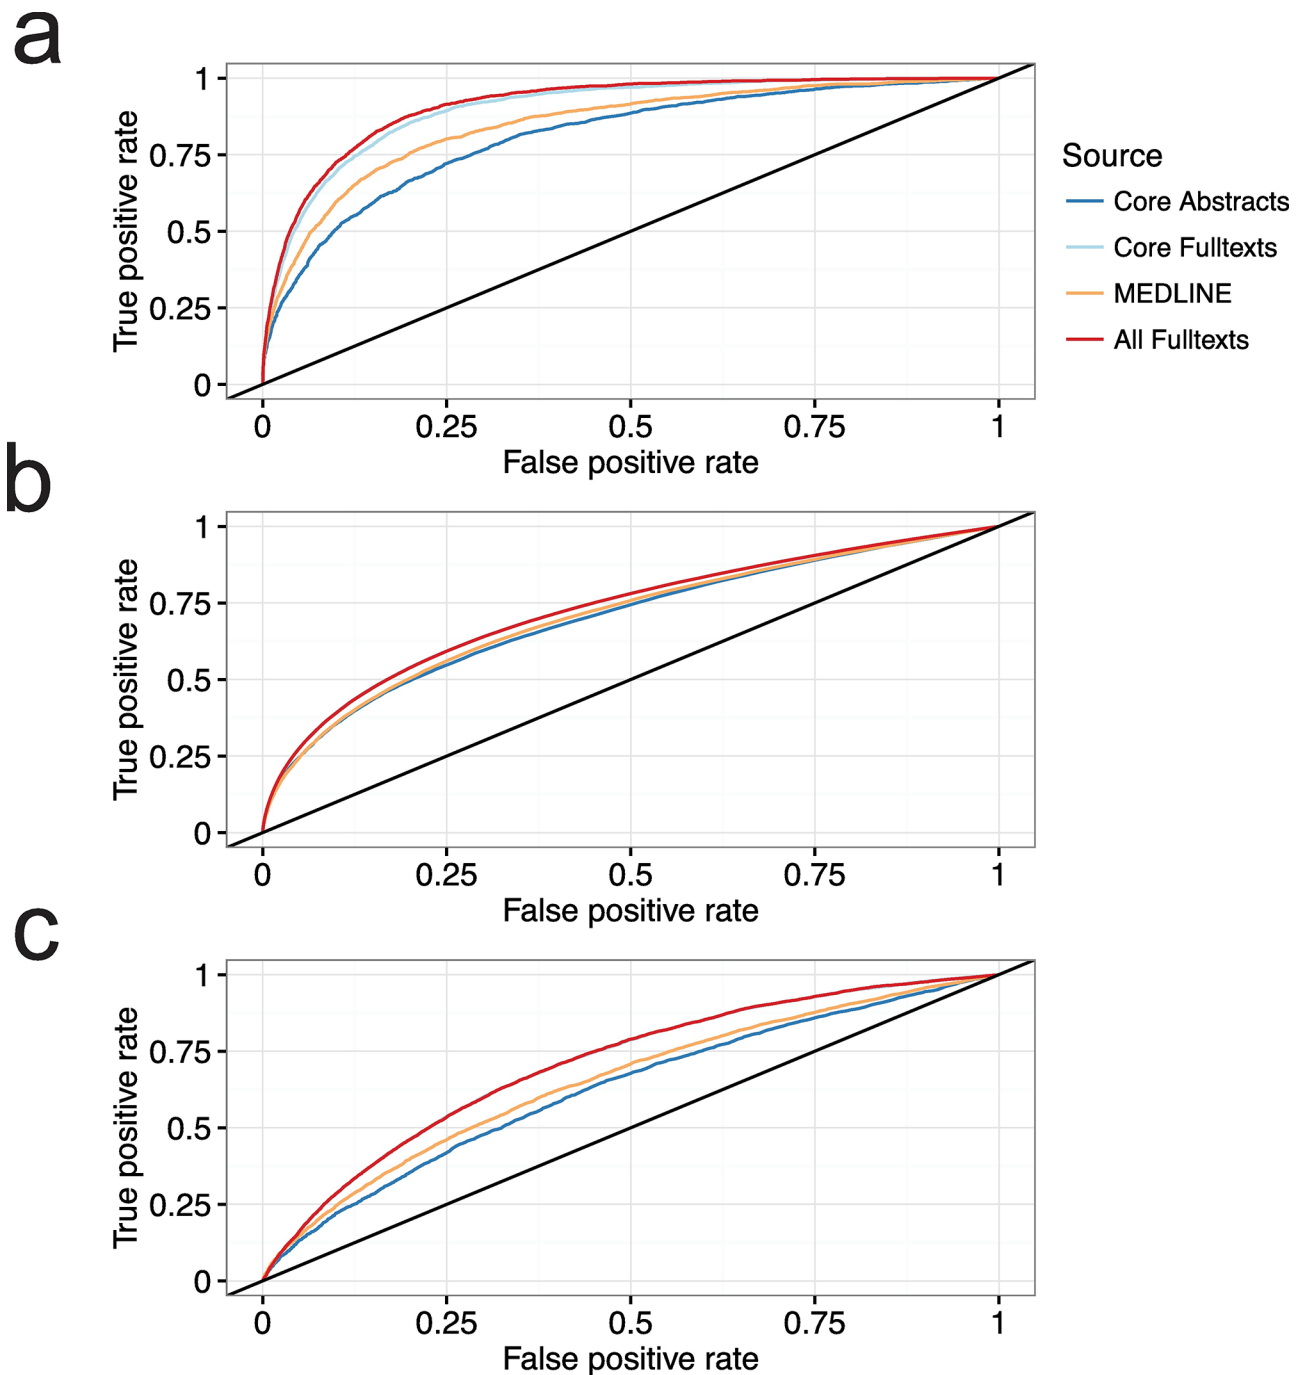 a
True positive rate
1
0.75
0.5
0.25
0
0 0.25 0.5 0.75 1
False positive rate
Source
Core Abstracts
Core Fulltexts
MEDLINE
All Fulltexts
b
True positive rate
1
0.75
0.5
0.25
0
0 0.25 0.5 0.75 1
False positive rate
c
True positive rate
1
0.75
0.5
0.25
0
0 0.25 0.5 0.75 1
False positive rate